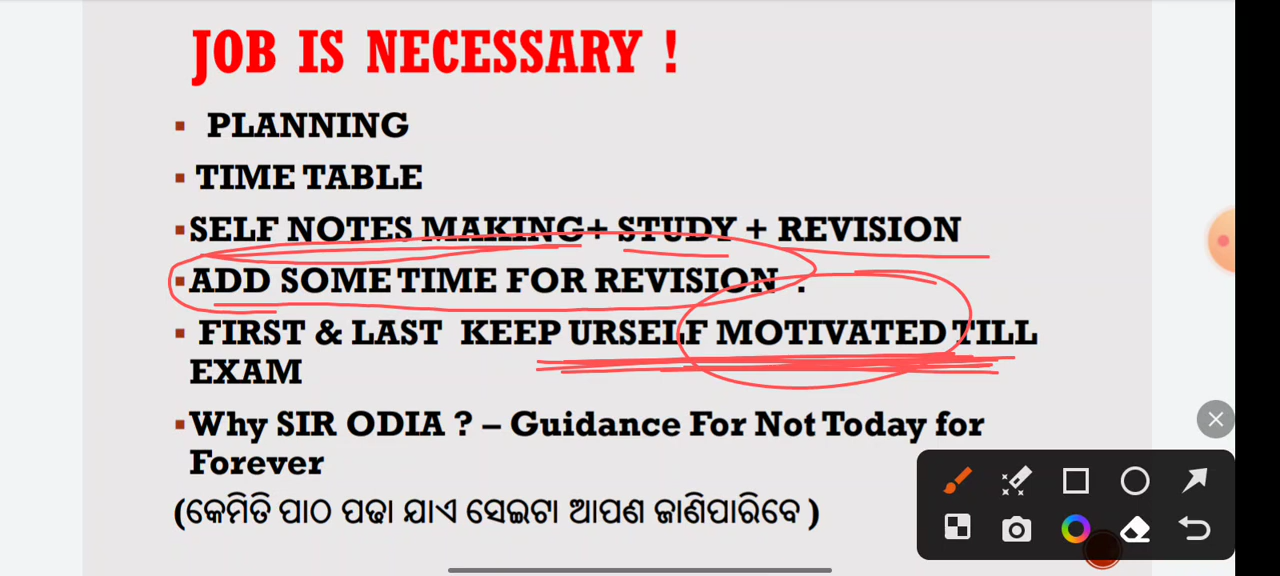 JOB IS NECESSARY !
PLANNING
TIME TABLE
SELF NOTES MAKING+ STUDY + REVISION
ADD SOME TIME FOR REVISION .
FIRST & LAST KEEP URSELF MOTIVATED TILL
EXAM
Why SIR ODIA ? – Guidance For Not Today for
Forever
(କେମିତି ପାଠ ପଢା ଯାଏ ସେଇଟା ଆପଣ ଜାଣିପାରିବେ )